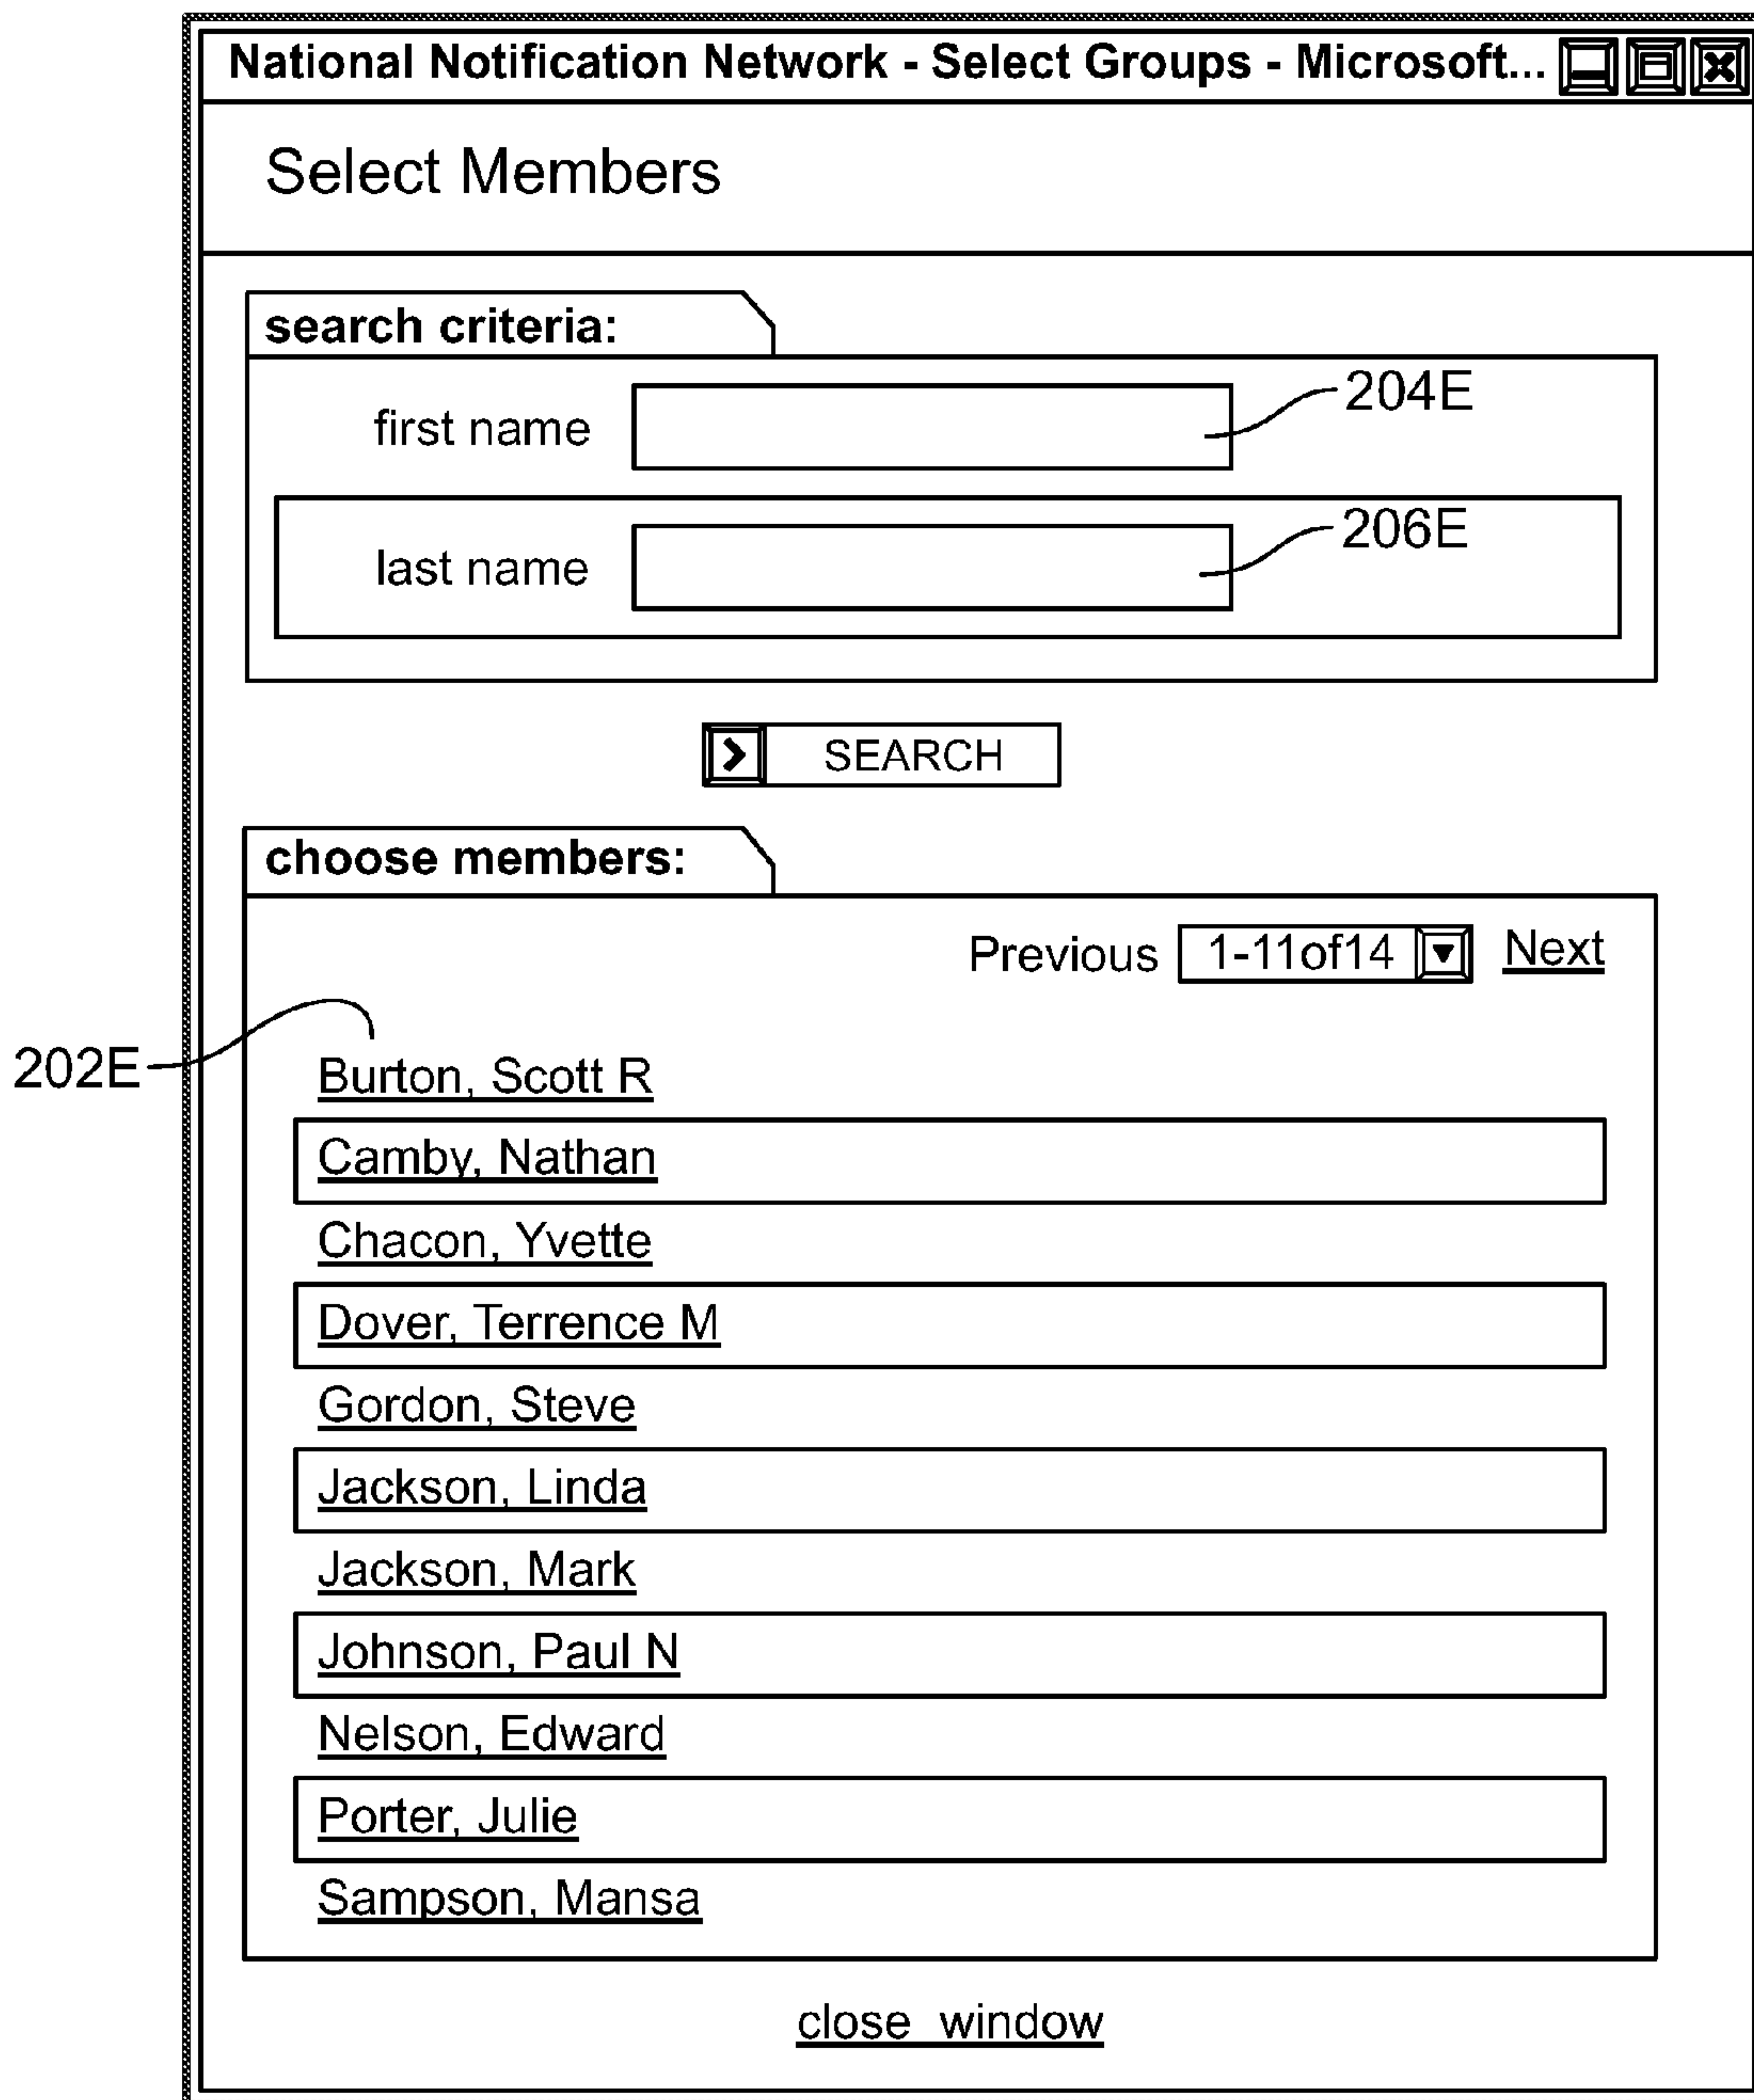 National Notification Network - Select Groups - Microsoft...
Select Members
search criteria:
first name
204E
last name
206E
SEARCH
choose members:
Previous 1-11of14 Next
202E
Burton, Scott R
Camby, Nathan
Chacon, Yvette
Dover, Terrence M
Gordon, Steve
Jackson, Linda
Jackson, Mark
Johnson, Paul N
Nelson, Edward
Porter, Julie
Sampson, Mansa
close window